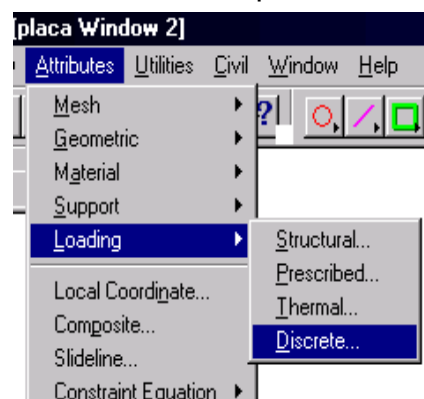 [placa Window 2]
Attributes Utilities Civil Window Help
Mesh
Geometric
Material
Support
Loading
Structural...
Prescribed...
Thermal...
Discrete...
Local Coordinate...
Composite...
Slideline...
Constraint Equation